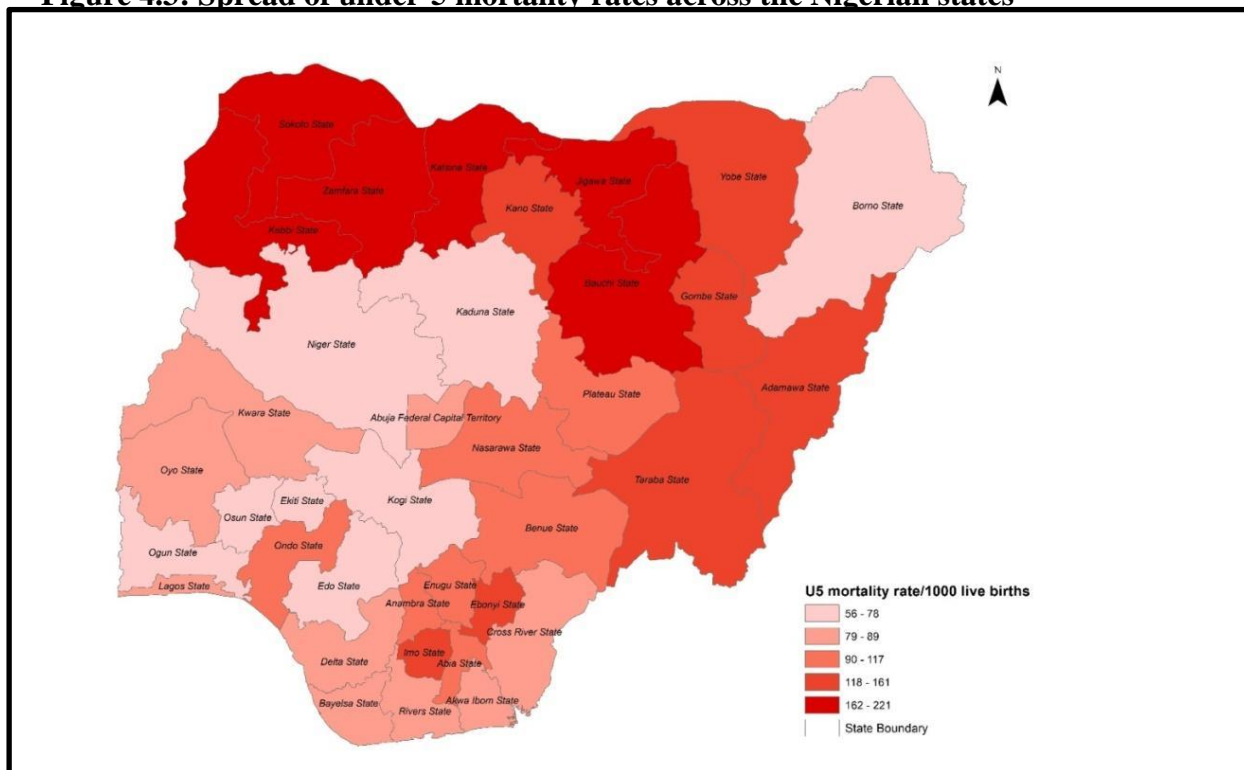 Figure 4.3: Spread of under-5 mortality rates across the Nigerian states
N
Sokoto State
Zamfara State
Katsina State
Jigawa State
Yobe State
Borno State
Kano State
Kebbi State
Bauchi State
Gombe State
Kaduna State
Niger State
Adamawa State
Plateau State
Kwara State
Abuja Federal Capital Territory
Nasarawa State
Oyo State
Taraba State
Ekiti State
Kogi State
Osun State
Benue State
Ondo State
Ogun State
Lagos State
Edo State
Enugu State
Anambra State
Ebonyi State
Cross River State
Imo State
Delta State
Abia State
Bayelsa State
Rivers State
Akwa Ibom State
U5 mortality rate/1000 live births
56 - 78
79 - 89
90 - 117
118 - 161
162 - 221
State Boundary